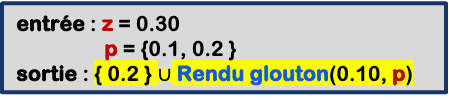 entrée : z = 0.30
p = {0.1, 0.2 }
sortie : { 0.2 } ∪ Rendu glouton(0.10, p)